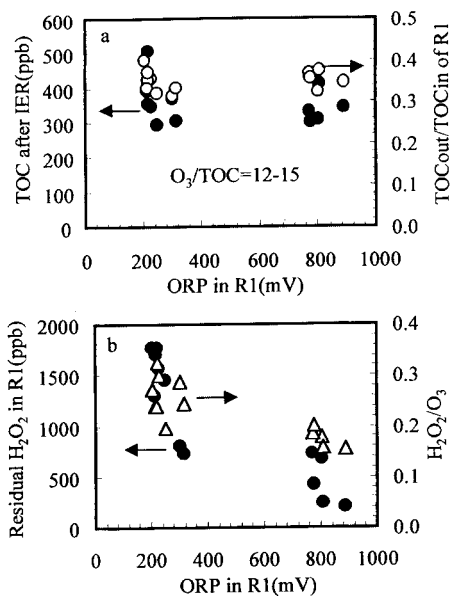 a
TOC after IER(ppb)
600
500
400
300
200
100
0
TOCout/TOCin of R1
0.5
0.4
0.3
0.2
0.1
0.0
O₃/TOC=12-15
0 200 400 600 800 1000
ORP in R1(mV)
b
Residual H₂O₂ in R1(ppb)
2000
1500
1000
500
0
H₂O₂/O₃
0.4
0.3
0.2
0.1
0.0
0 200 400 600 800 1000
ORP in R1(mV)